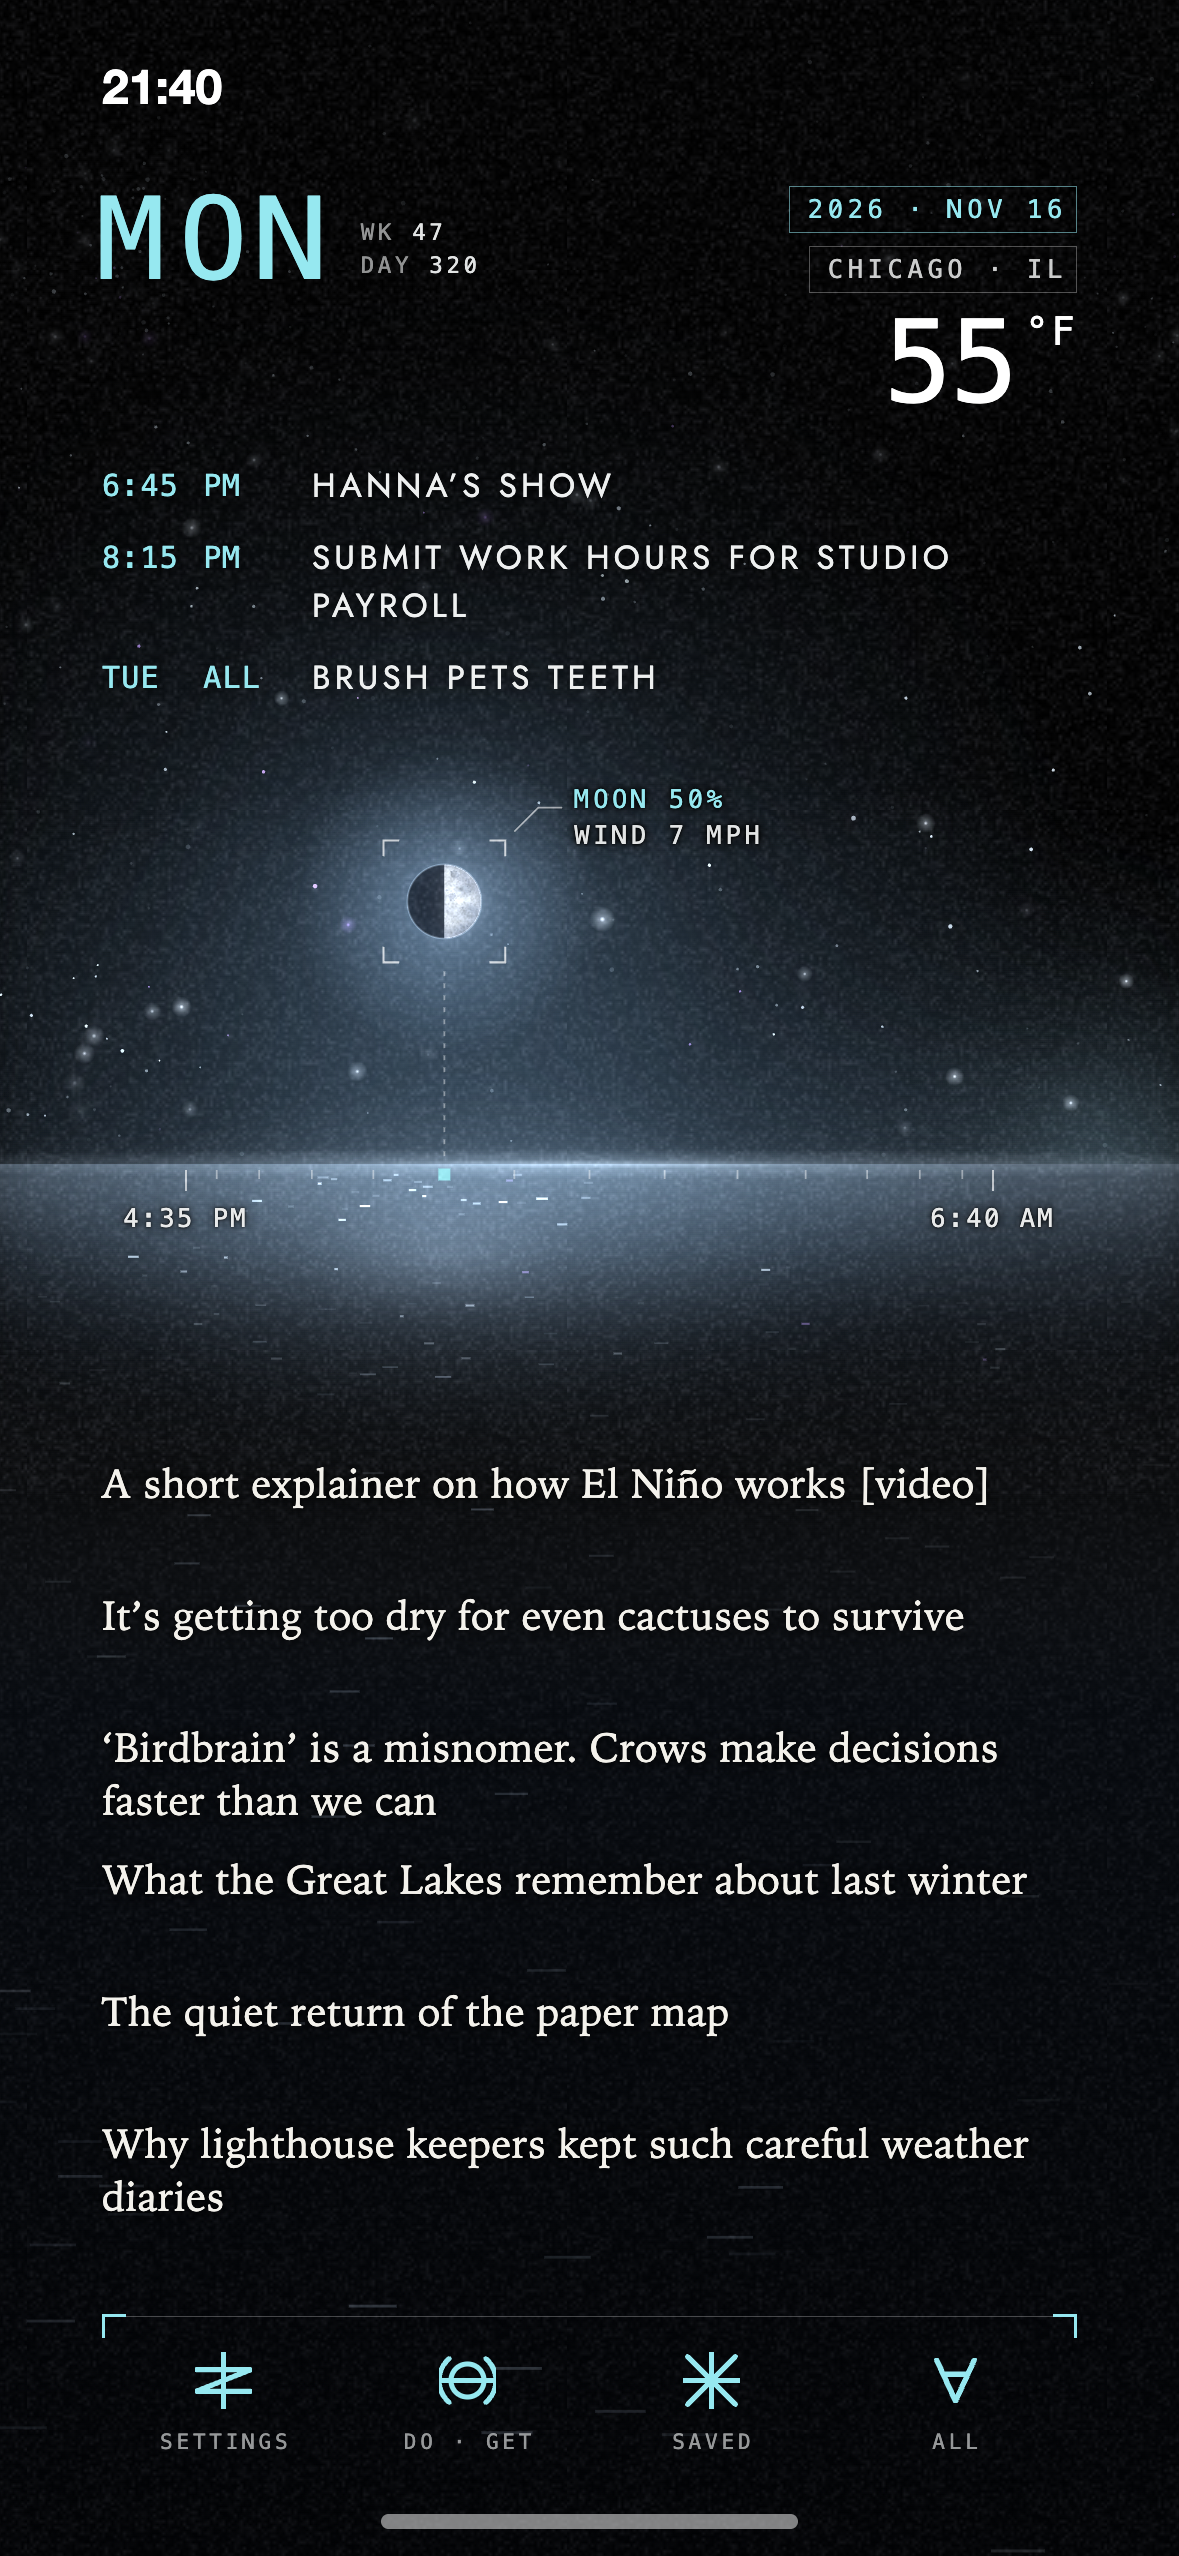 21:40
MON
WK 47
DAY 320
2026 · NOV 16
CHICAGO · IL
55 °F
6:45 PM HANNA’S SHOW
8:15 PM SUBMIT WORK HOURS FOR STUDIO
PAYROLL
TUE ALL BRUSH PETS TEETH
MOON 50%
WIND 7 MPH
4:35 PM
6:40 AM
A short explainer on how El Niño works [video]
It’s getting too dry for even cactuses to survive
‘Birdbrain’ is a misnomer. Crows make decisions
faster than we can
What the Great Lakes remember about last winter
The quiet return of the paper map
Why lighthouse keepers kept such careful weather
diaries
SETTINGS
DO · GET
SAVED
ALL